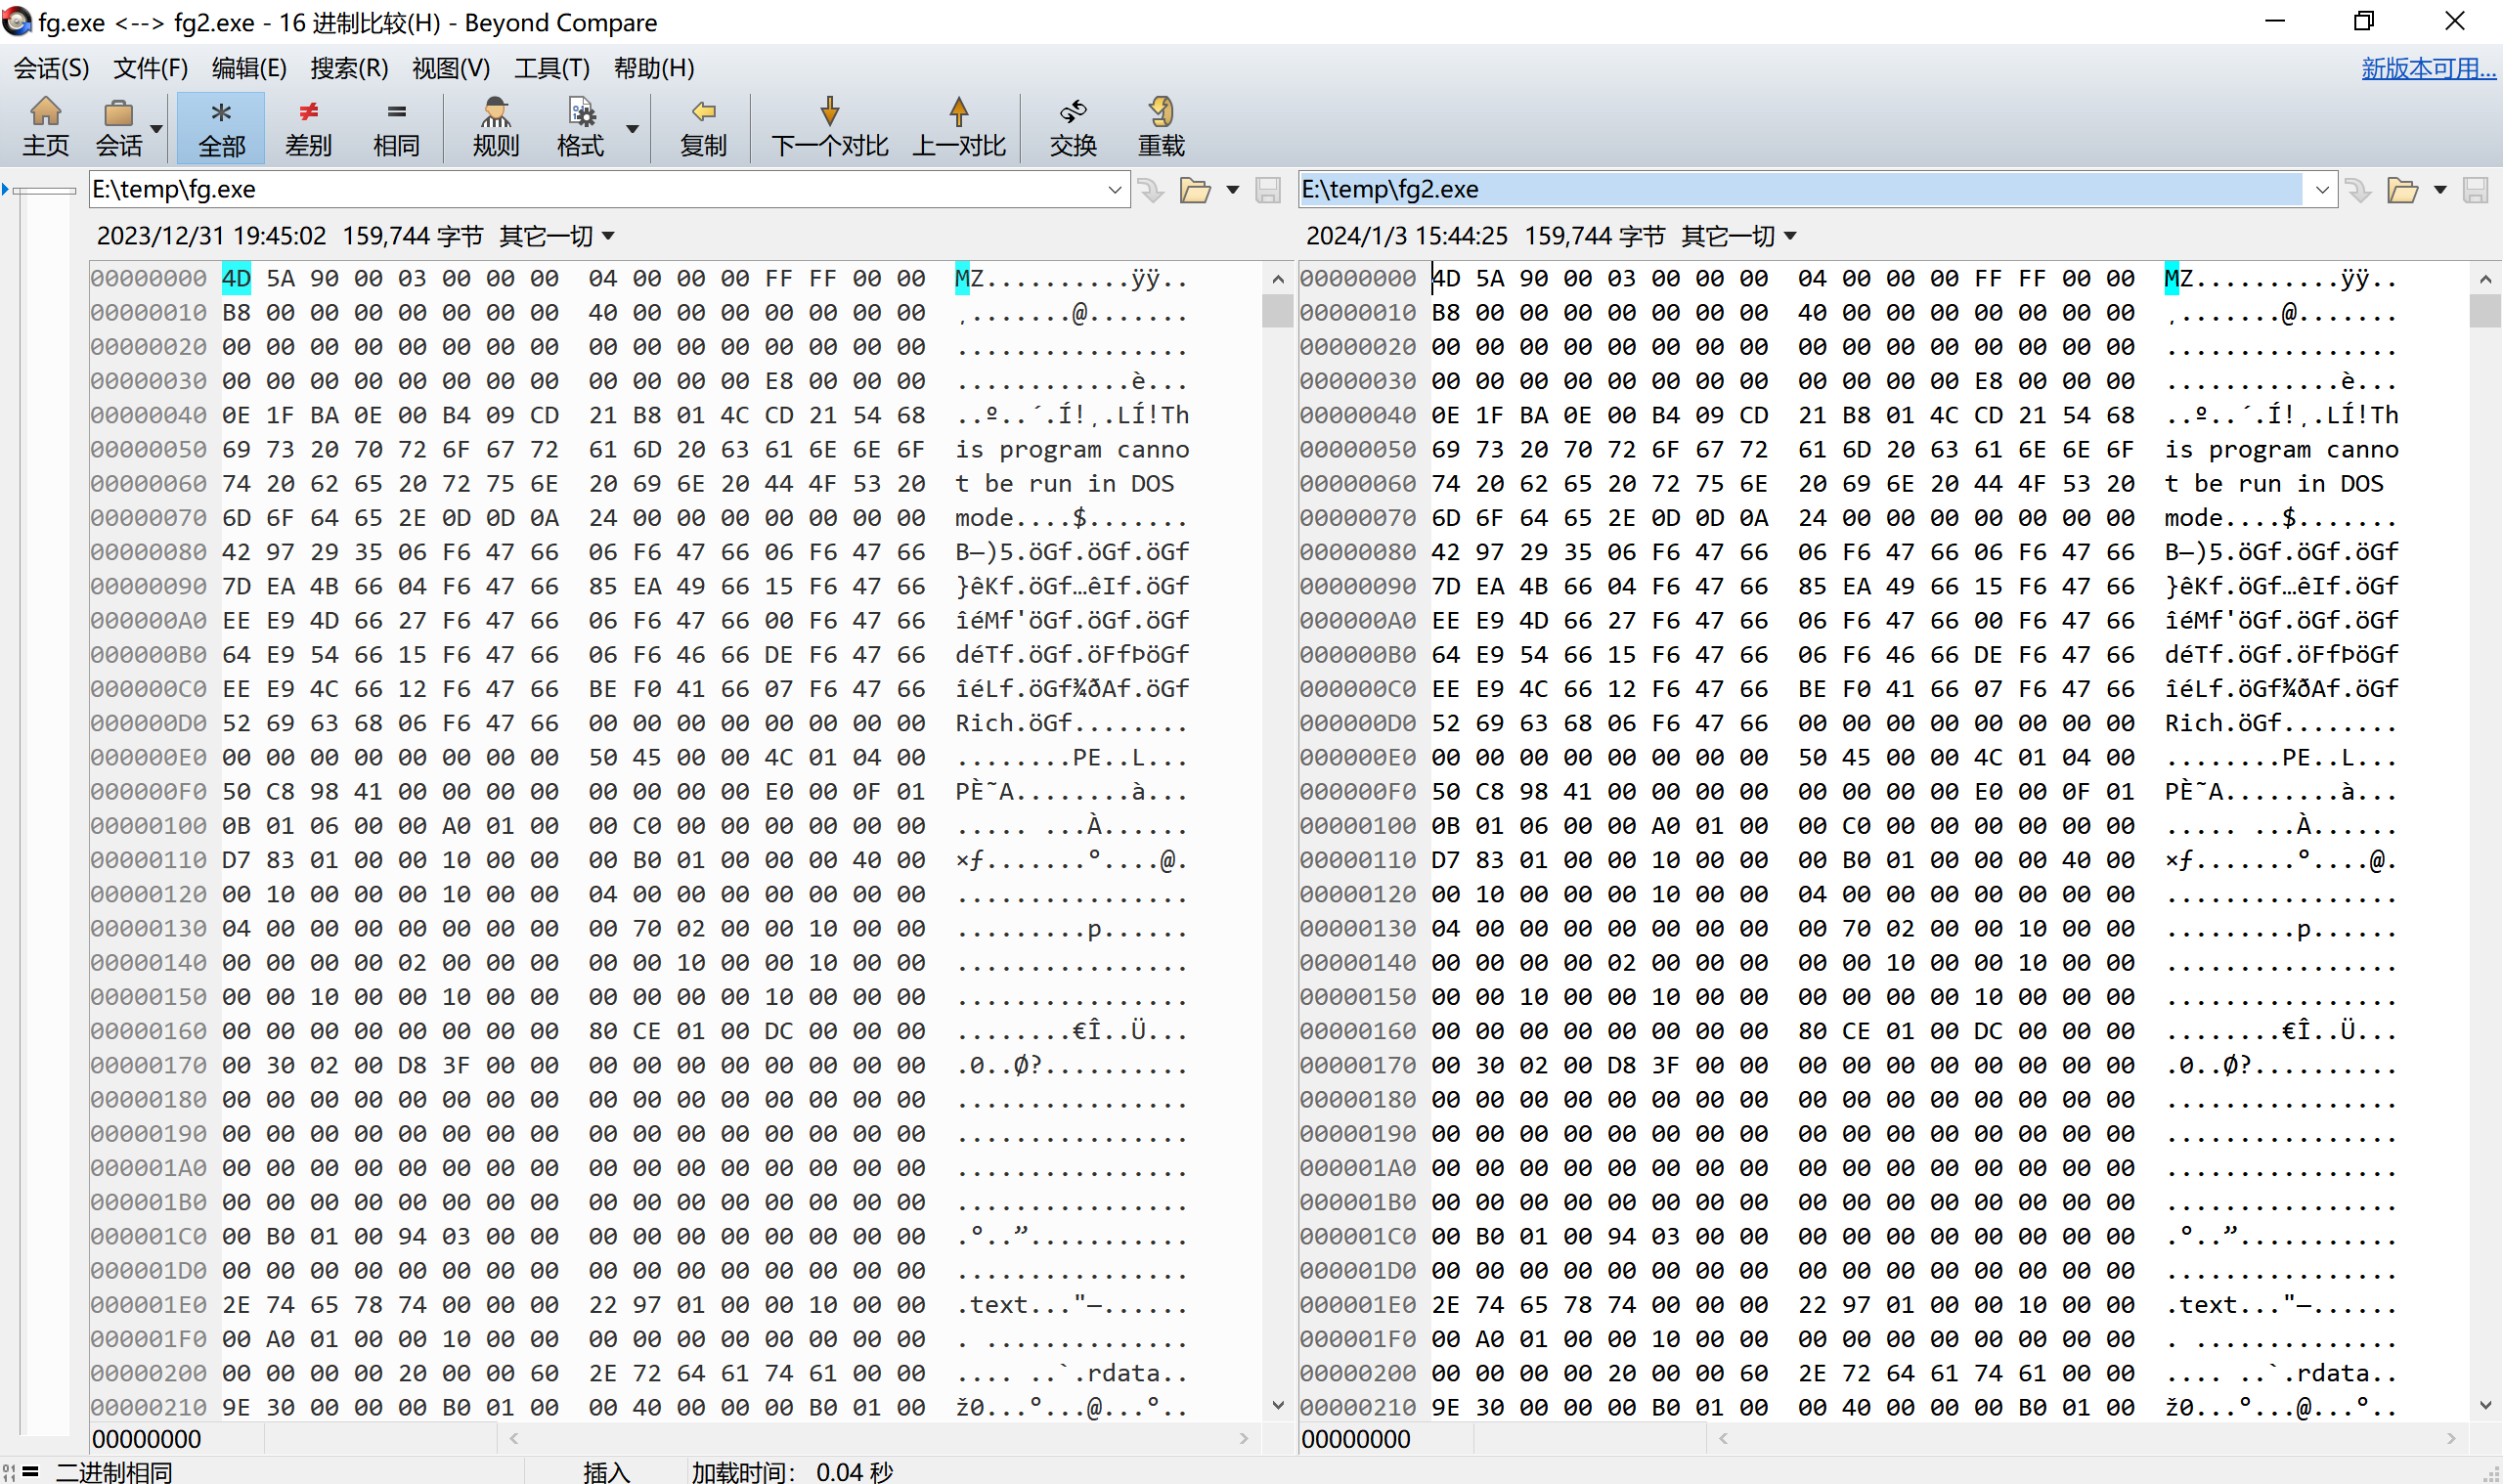 fg.exe <--> fg2.exe - 16 进制比较(H) - Beyond Compare
会话(S) 文件(F) 编辑(E) 搜索(R) 视图(V) 工具(T) 帮助(H) 新版本可用...
主页 会话 全部 差别 相同 规则 格式 复制 下一个对比 上一对比 交换 重载
E:\temp\fg.exe E:\temp\fg2.exe
2023/12/31 19:45:02 159,744 字节 其它一切 2024/1/3 15:44:25 159,744 字节 其它一切
00000000 4D 5A 90 00 03 00 00 00 04 00 00 00 FF FF 00 00 MZ..........ÿÿ.. 00000000 4D 5A 90 00 03 00 00 00 04 00 00 00 FF FF 00 00 MZ..........ÿÿ..
00000010 B8 00 00 00 00 00 00 00 40 00 00 00 00 00 00 00 ¸.......@....... 00000010 B8 00 00 00 00 00 00 00 40 00 00 00 00 00 00 00 ¸.......@.......
00000020 00 00 00 00 00 00 00 00 00 00 00 00 00 00 00 00 ................ 00000020 00 00 00 00 00 00 00 00 00 00 00 00 00 00 00 00 ................
00000030 00 00 00 00 00 00 00 00 00 00 00 00 E8 00 00 00 ............è... 00000030 00 00 00 00 00 00 00 00 00 00 00 00 E8 00 00 00 ............è...
00000040 0E 1F BA 0E 00 B4 09 CD 21 B8 01 4C CD 21 54 68 ..º..´.Í!¸.LÍ!Th 00000040 0E 1F BA 0E 00 B4 09 CD 21 B8 01 4C CD 21 54 68 ..º..´.Í!¸.LÍ!Th
00000050 69 73 20 70 72 6F 67 72 61 6D 20 63 61 6E 6E 6F is program canno 00000050 69 73 20 70 72 6F 67 72 61 6D 20 63 61 6E 6E 6F is program canno
00000060 74 20 62 65 20 72 75 6E 20 69 6E 20 44 4F 53 20 t be run in DOS 00000060 74 20 62 65 20 72 75 6E 20 69 6E 20 44 4F 53 20 t be run in DOS
00000070 6D 6F 64 65 2E 0D 0D 0A 24 00 00 00 00 00 00 00 mode....$....... 00000070 6D 6F 64 65 2E 0D 0D 0A 24 00 00 00 00 00 00 00 mode....$.......
00000080 42 97 29 35 06 F6 47 66 06 F6 47 66 06 F6 47 66 B—)5.öGf.öGf.öGf 00000080 42 97 29 35 06 F6 47 66 06 F6 47 66 06 F6 47 66 B—)5.öGf.öGf.öGf
00000090 7D EA 4B 66 04 F6 47 66 85 EA 49 66 15 F6 47 66 }êKf.öGf…êIf.öGf 00000090 7D EA 4B 66 04 F6 47 66 85 EA 49 66 15 F6 47 66 }êKf.öGf…êIf.öGf
000000A0 EE E9 4D 66 27 F6 47 66 06 F6 47 66 00 F6 47 66 îéMf'öGf.öGf.öGf 000000A0 EE E9 4D 66 27 F6 47 66 06 F6 47 66 00 F6 47 66 îéMf'öGf.öGf.öGf
000000B0 64 E9 54 66 15 F6 47 66 06 F6 46 66 DE F6 47 66 déTf.öGf.öFfÞöGf 000000B0 64 E9 54 66 15 F6 47 66 06 F6 46 66 DE F6 47 66 déTf.öGf.öFfÞöGf
000000C0 EE E9 4C 66 12 F6 47 66 BE F0 41 66 07 F6 47 66 îéLf.öGf¾ðAf.öGf 000000C0 EE E9 4C 66 12 F6 47 66 BE F0 41 66 07 F6 47 66 îéLf.öGf¾ðAf.öGf
000000D0 52 69 63 68 06 F6 47 66 00 00 00 00 00 00 00 00 Rich.öGf........ 000000D0 52 69 63 68 06 F6 47 66 00 00 00 00 00 00 00 00 Rich.öGf........
000000E0 00 00 00 00 00 00 00 00 50 45 00 00 4C 01 04 00 ........PE..L... 000000E0 00 00 00 00 00 00 00 00 50 45 00 00 4C 01 04 00 ........PE..L...
000000F0 50 C8 98 41 00 00 00 00 00 00 00 00 E0 00 0F 01 PÈ˜A........à... 000000F0 50 C8 98 41 00 00 00 00 00 00 00 00 E0 00 0F 01 PÈ˜A........à...
00000100 0B 01 06 00 00 A0 01 00 00 C0 00 00 00 00 00 00 ..... ...À...... 00000100 0B 01 06 00 00 A0 01 00 00 C0 00 00 00 00 00 00 ..... ...À......
00000110 D7 83 01 00 00 10 00 00 00 B0 01 00 00 00 40 00 ×ƒ.......°....@. 00000110 D7 83 01 00 00 10 00 00 00 B0 01 00 00 00 40 00 ×ƒ.......°....@.
00000120 00 10 00 00 00 10 00 00 04 00 00 00 00 00 00 00 ................ 00000120 00 10 00 00 00 10 00 00 04 00 00 00 00 00 00 00 ................
00000130 04 00 00 00 00 00 00 00 00 70 02 00 00 10 00 00 .........p...... 00000130 04 00 00 00 00 00 00 00 00 70 02 00 00 10 00 00 .........p......
00000140 00 00 00 00 02 00 00 00 00 00 10 00 00 10 00 00 ................ 00000140 00 00 00 00 02 00 00 00 00 00 10 00 00 10 00 00 ................
00000150 00 00 10 00 00 10 00 00 00 00 00 00 10 00 00 00 ................ 00000150 00 00 10 00 00 10 00 00 00 00 00 00 10 00 00 00 ................
00000160 00 00 00 00 00 00 00 00 80 CE 01 00 DC 00 00 00 ........€Î..Ü... 00000160 00 00 00 00 00 00 00 00 80 CE 01 00 DC 00 00 00 ........€Î..Ü...
00000170 00 30 02 00 D8 3F 00 00 00 00 00 00 00 00 00 00 .0..Ø?.......... 00000170 00 30 02 00 D8 3F 00 00 00 00 00 00 00 00 00 00 .0..Ø?..........
00000180 00 00 00 00 00 00 00 00 00 00 00 00 00 00 00 00 ................ 00000180 00 00 00 00 00 00 00 00 00 00 00 00 00 00 00 00 ................
00000190 00 00 00 00 00 00 00 00 00 00 00 00 00 00 00 00 ................ 00000190 00 00 00 00 00 00 00 00 00 00 00 00 00 00 00 00 ................
000001A0 00 00 00 00 00 00 00 00 00 00 00 00 00 00 00 00 ................ 000001A0 00 00 00 00 00 00 00 00 00 00 00 00 00 00 00 00 ................
000001B0 00 00 00 00 00 00 00 00 00 00 00 00 00 00 00 00 ................ 000001B0 00 00 00 00 00 00 00 00 00 00 00 00 00 00 00 00 ................
000001C0 00 B0 01 00 94 03 00 00 00 00 00 00 00 00 00 00 .°..”........... 000001C0 00 B0 01 00 94 03 00 00 00 00 00 00 00 00 00 00 .°..”...........
000001D0 00 00 00 00 00 00 00 00 00 00 00 00 00 00 00 00 ................ 000001D0 00 00 00 00 00 00 00 00 00 00 00 00 00 00 00 00 ................
000001E0 2E 74 65 78 74 00 00 00 22 97 01 00 00 10 00 00 .text..."—...... 000001E0 2E 74 65 78 74 00 00 00 22 97 01 00 00 10 00 00 .text..."—......
000001F0 00 A0 01 00 00 10 00 00 00 00 00 00 00 00 00 00 . .............. 000001F0 00 A0 01 00 00 10 00 00 00 00 00 00 00 00 00 00 . ..............
00000200 00 00 00 00 20 00 00 60 2E 72 64 61 74 61 00 00 .... ..`.rdata.. 00000200 00 00 00 00 20 00 00 60 2E 72 64 61 74 61 00 00 .... ..`.rdata..
00000210 9E 30 00 00 00 B0 01 00 00 40 00 00 00 B0 01 00 ž0...°...@...°.. 00000210 9E 30 00 00 00 B0 01 00 00 40 00 00 00 B0 01 00 ž0...°...@...°..
00000000 00000000
二进制相同 插入 加载时间： 0.04 秒